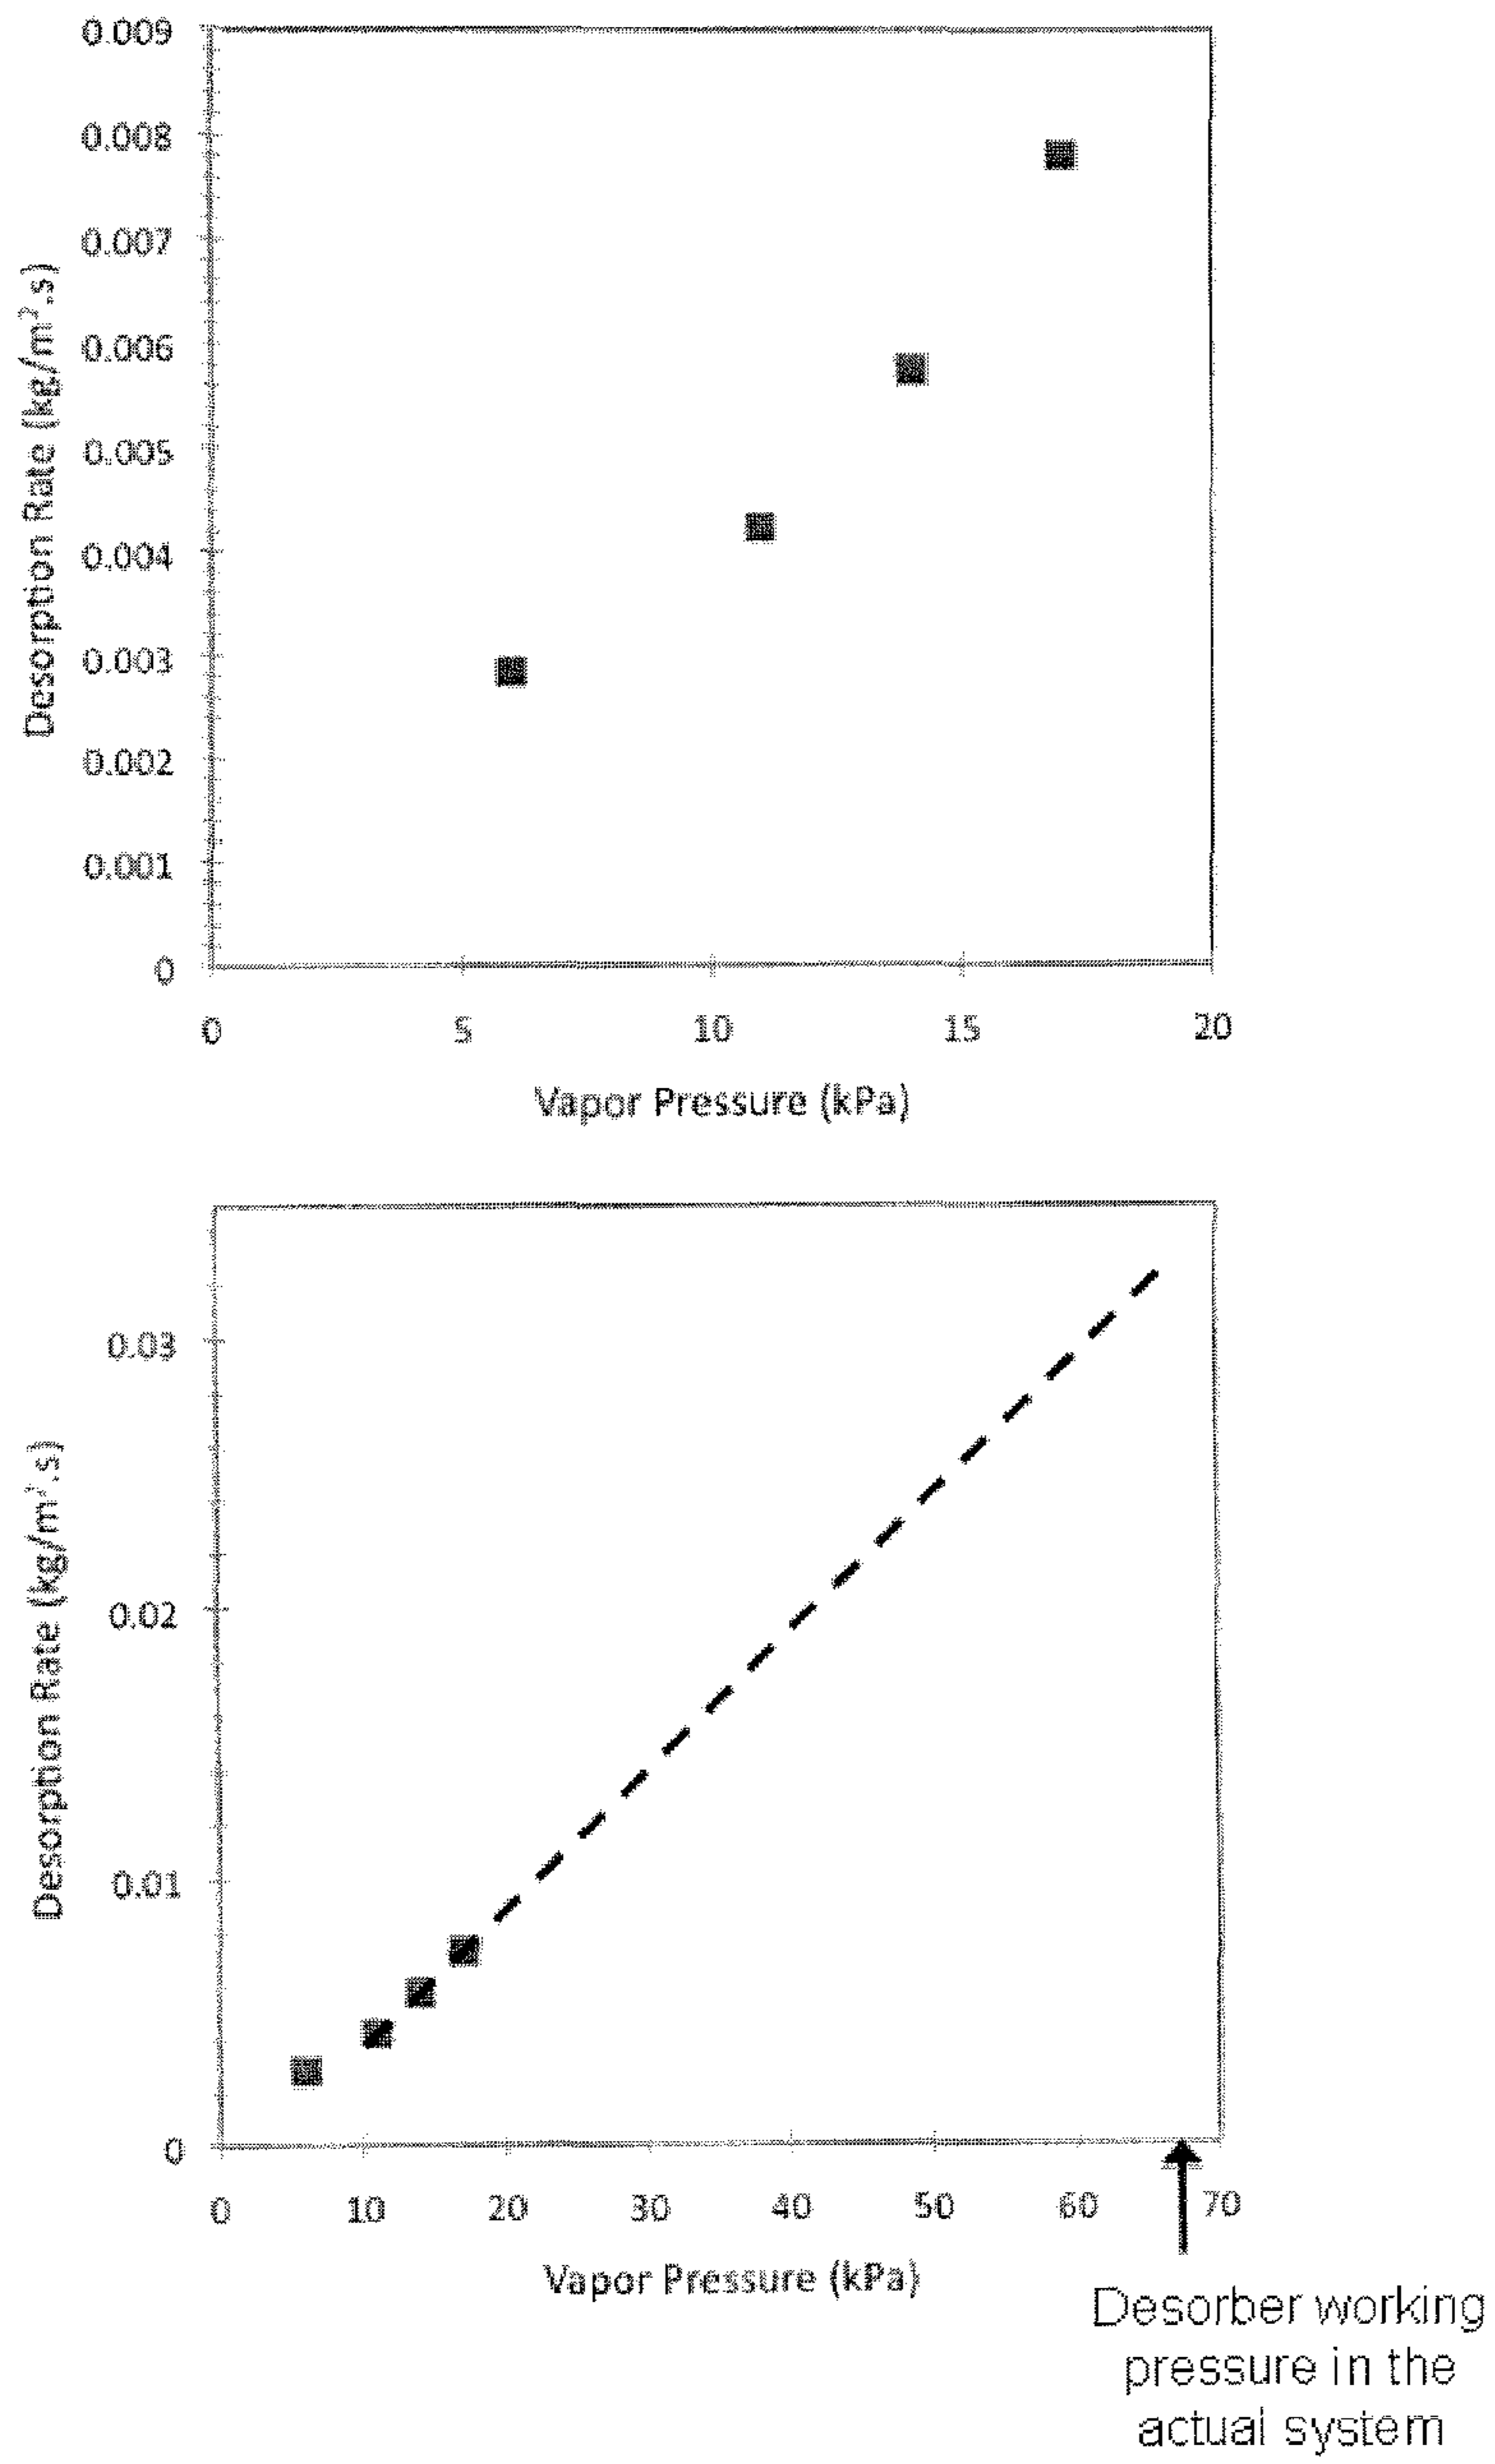 0.009
0.008
0.007
0.006
0.005
0.004
0.003
0.002
0.001
0
Desorption Rate (kg/m².s)
0 5 10 15 20
Vapor Pressure (kPa)
0.03
0.02
0.01
0
Desorption Rate (kg/m².s)
0 10 20 30 40 50 60 70
Vapor Pressure (kPa)
Desorber working
pressure in the
actual system